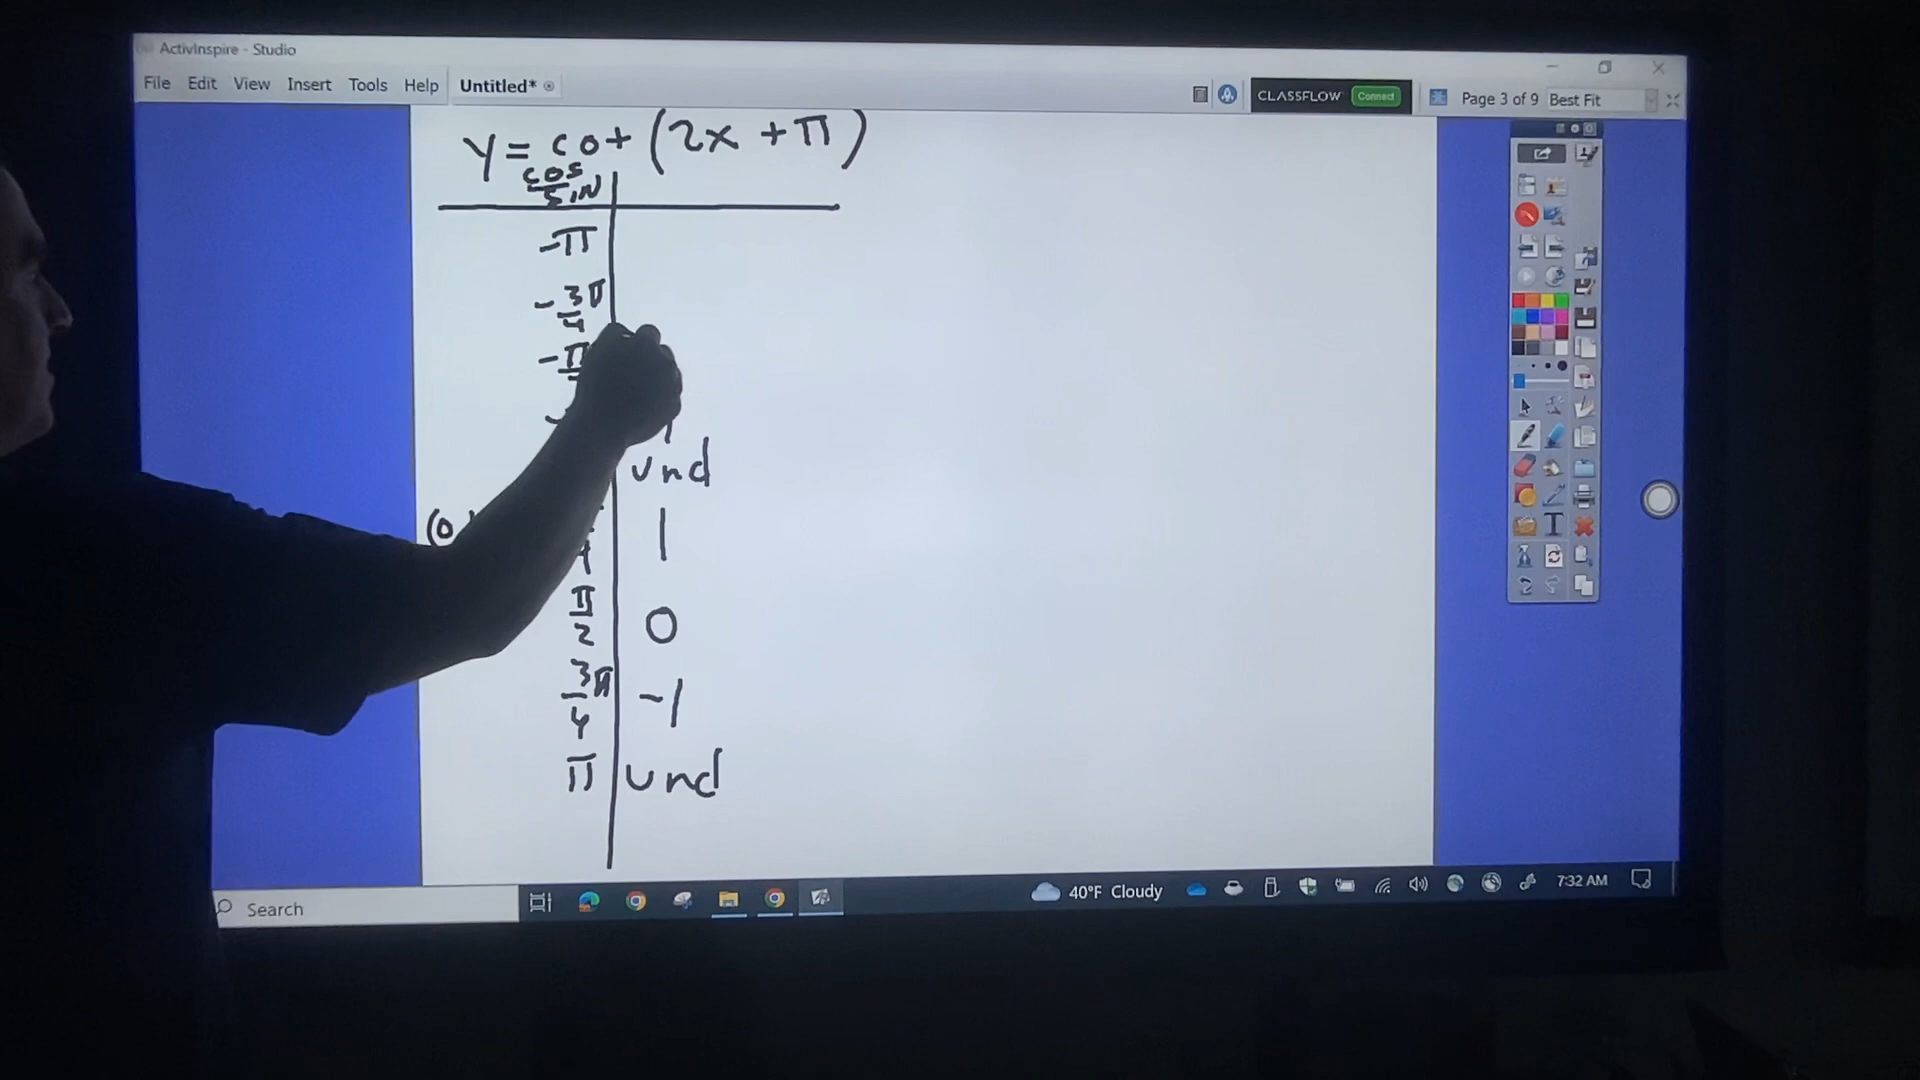 ActivInspire - Studio
File Edit View Insert Tools Help Untitled*
CLASSFLOW Connect Page 3 of 9 Best Fit
y = cot (2x + π)
cos
sin
-π
-3π
4
-π
und
(0
1
π
2
0
3π
4
-1
π und
T
Search
40°F Cloudy
7:32 AM